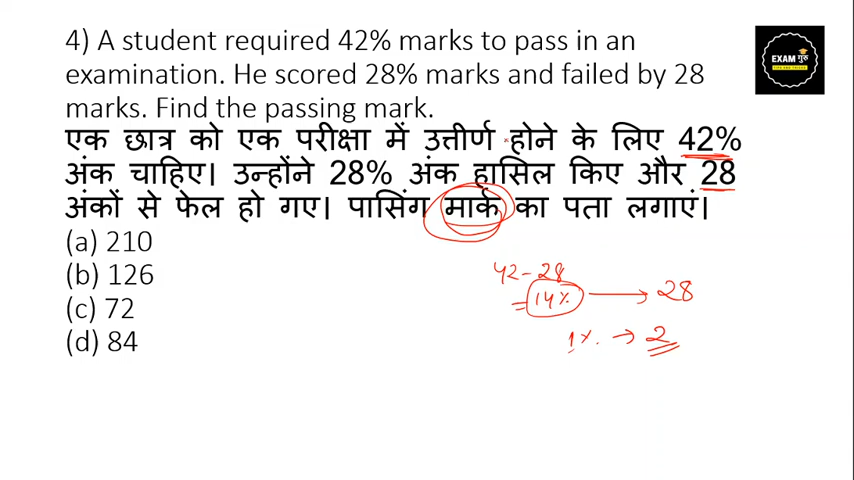 4) A student required 42% marks to pass in an
examination. He scored 28% marks and failed by 28
marks. Find the passing mark.
एक छात्र को एक परीक्षा में उत्तीर्ण होने के लिए 42%
अंक चाहिए। उन्होंने 28% अंक हासिल किए और 28
अंकों से फेल हो गए। पासिंग मार्क का पता लगाएं।
(a) 210
(b) 126
(c) 72
(d) 84
42-28
= 14% → 28
1% → 2
EXAM गुरु